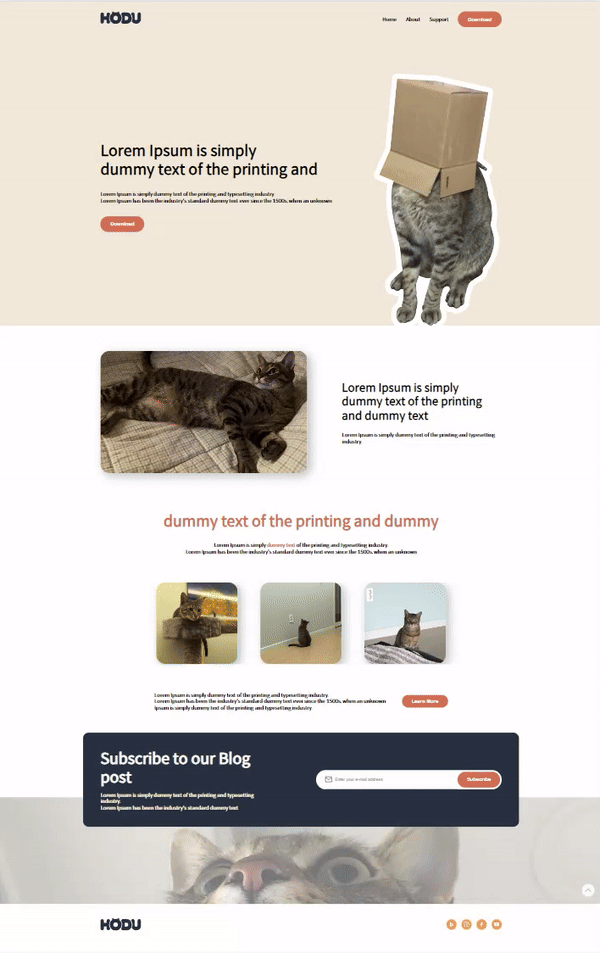 HODU
Home About Support Download
Lorem Ipsum is simply
dummy text of the printing and
Lorem Ipsum is simply dummy text of the printing and typesetting industry.
Lorem Ipsum has been the industry's standard dummy text ever since the 1500s, when an unknown
Download
Lorem Ipsum is simply
dummy text of the printing
and dummy text
Lorem Ipsum is simply dummy text of the printing and typesetting
industry.
dummy text of the printing and dummy
Lorem Ipsum is simply dummy text of the printing and typesetting industry.
Lorem Ipsum has been the industry's standard dummy text ever since the 1500s, when an unknown
Lorem Ipsum is simply dummy text of the printing and typesetting industry.
Lorem Ipsum has been the industry's standard dummy text ever since the 1500s, when an unknown
Ipsum is simply dummy text of the printing and typesetting industry.
Learn More
Subscribe to our Blog
post
Lorem Ipsum is simply dummy text of the printing and typesetting
industry.
Lorem Ipsum has been the industry's standard dummy text
Enter your e-mail address
Subscribe
HODU